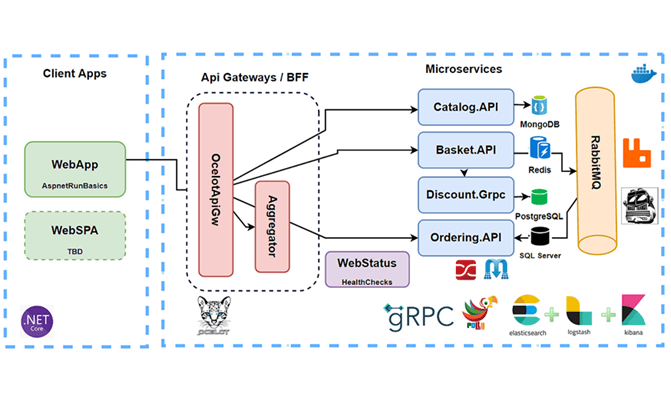 Client Apps
WebApp
AspnetRunBasics
WebSPA
TBD
.NET
Core
Api Gateways / BFF
OcelotApiGw
Aggregator
OCELOT
WebStatus
HealthChecks
Microservices
Catalog.API
MongoDB
Basket.API
Redis
Discount.Grpc
PostgreSQL
Ordering.API
SQL Server
RabbitMQ
gRPC
POLLY
elasticsearch
logstash
kibana